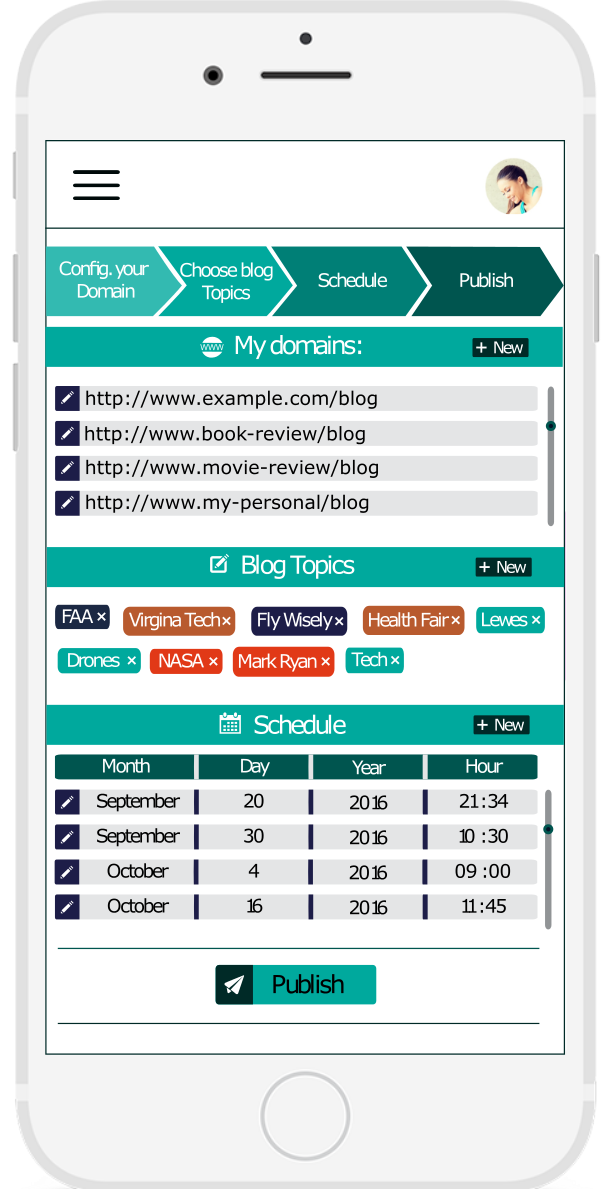 Config. your
Domain
Choose blog
Topics
Schedule
Publish
www My domains:
+ New
http://www.example.com/blog
http://www.book-review/blog
http://www.movie-review/blog
http://www.my-personal/blog
Blog Topics
+ New
FAA × Virgina Tech × Fly Wisely × Health Fair × Lewes ×
Drones × NASA × Mark Ryan × Tech ×
Schedule
+ New
Month Day Year Hour
September 20 2016 21:34
September 30 2016 10 :30
October 4 2016 09 :00
October 16 2016 11:45
Publish